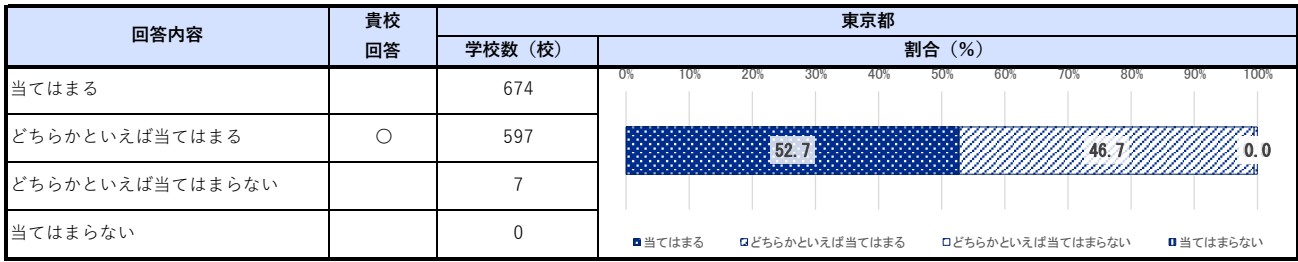 回答内容
貴校
回答
東京都
学校数（校）
割合（%）
当てはまる
674
どちらかといえば当てはまる
○
597
どちらかといえば当てはまらない
7
当てはまらない
0
0% 10% 20% 30% 40% 50% 60% 70% 80% 90% 100%
52.7 46.7 0.0
当てはまる どちらかといえば当てはまる どちらかといえば当てはまらない 当てはまらない